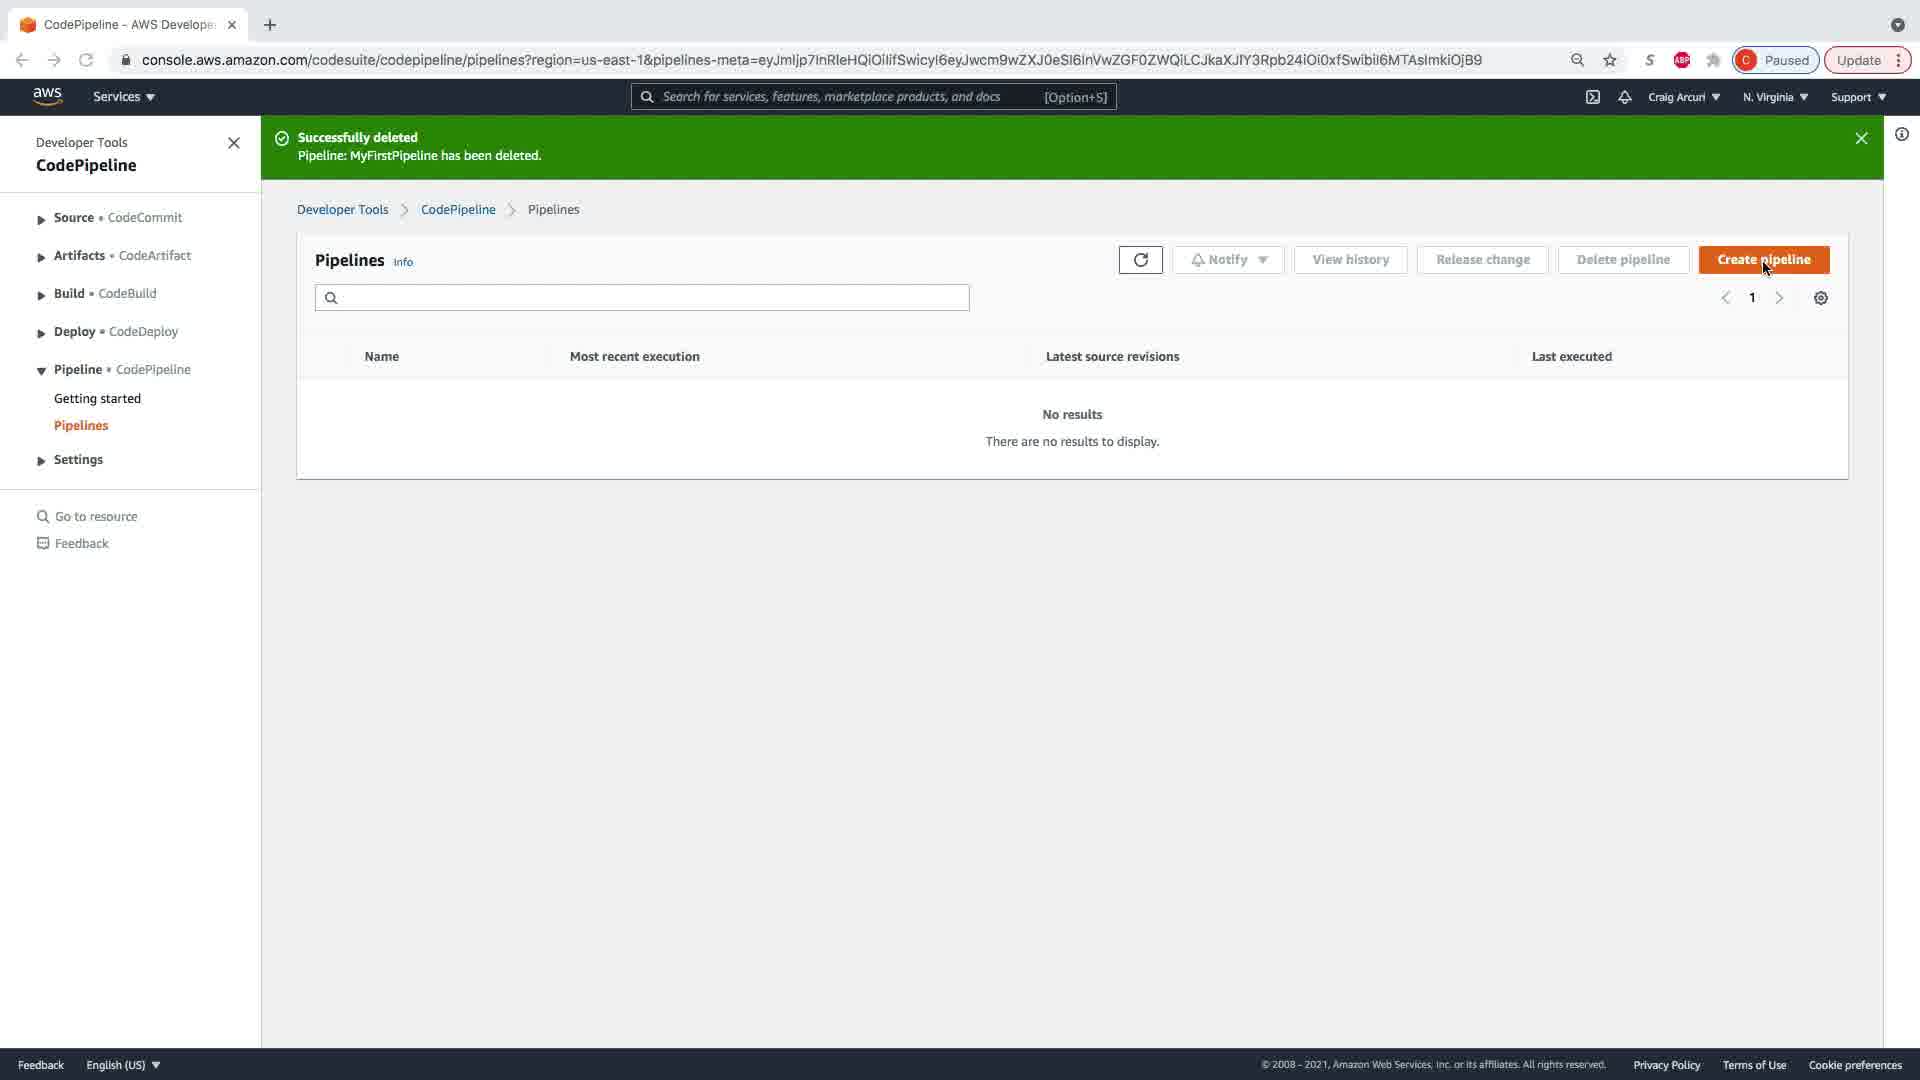 CodePipeline - AWS Develope
console.aws.amazon.com/codesuite/codepipeline/pipelines?region=us-east-1&pipelines-meta=
S
ABP
C
Paused
Update
aws
Services
Search for services, features, marketplace products, and docs
[Option+S]
Craig Arcuri
N. Virginia
Support
Developer Tools
CodePipeline
Successfully deleted
Pipeline: MyFirstPipeline has been deleted.
Source • CodeCommit
Artifacts • CodeArtifact
Build • CodeBuild
Deploy • CodeDeploy
Pipeline • CodePipeline
Getting started
Pipelines
Settings
Go to resource
Feedback
Developer Tools
CodePipeline
Pipelines
Pipelines
Info
Notify
View history
Release change
Delete pipeline
Create pipeline
1
Name
Most recent execution
Latest source revisions
Last executed
No results
There are no results to display.
Feedback
English (US)
© 2008 - 2021, Amazon Web Services, Inc. or its affiliates. All rights reserved.
Privacy Policy
Terms of Use
Cookie preferences